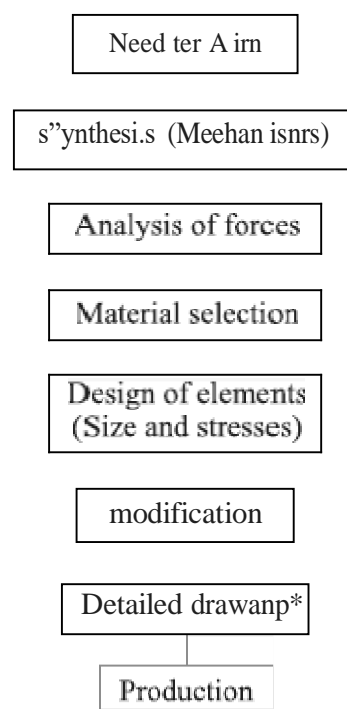 Need ter A irn
s”ynthesi.s (Meehan isnrs)
Analysis of forces
Material selection
Design of elements
(Size and stresses)
modification
Detailed drawanp*
Production